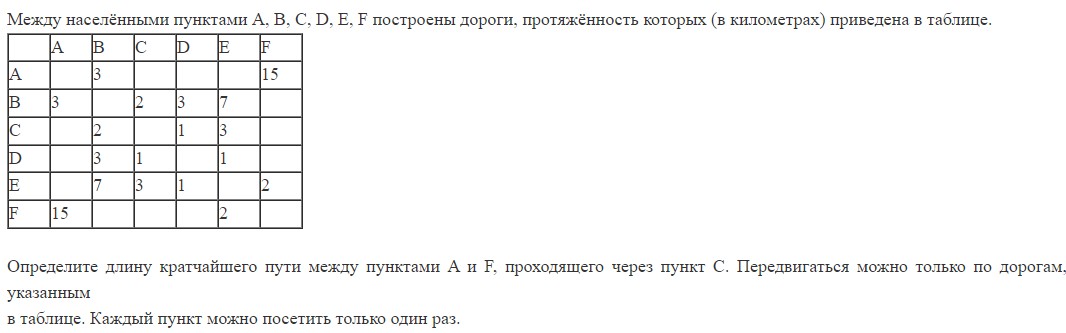 Между населёнными пунктами A, B, C, D, E, F построены дороги, протяжённость которых (в километрах) приведена в таблице.
A B C D E F
A 3 15
B 3 2 3 7
C 2 1 3
D 3 1 1
E 7 3 1 2
F 15 2
Определите длину кратчайшего пути между пунктами A и F, проходящего через пункт C. Передвигаться можно только по дорогам,
указанным
в таблице. Каждый пункт можно посетить только один раз.